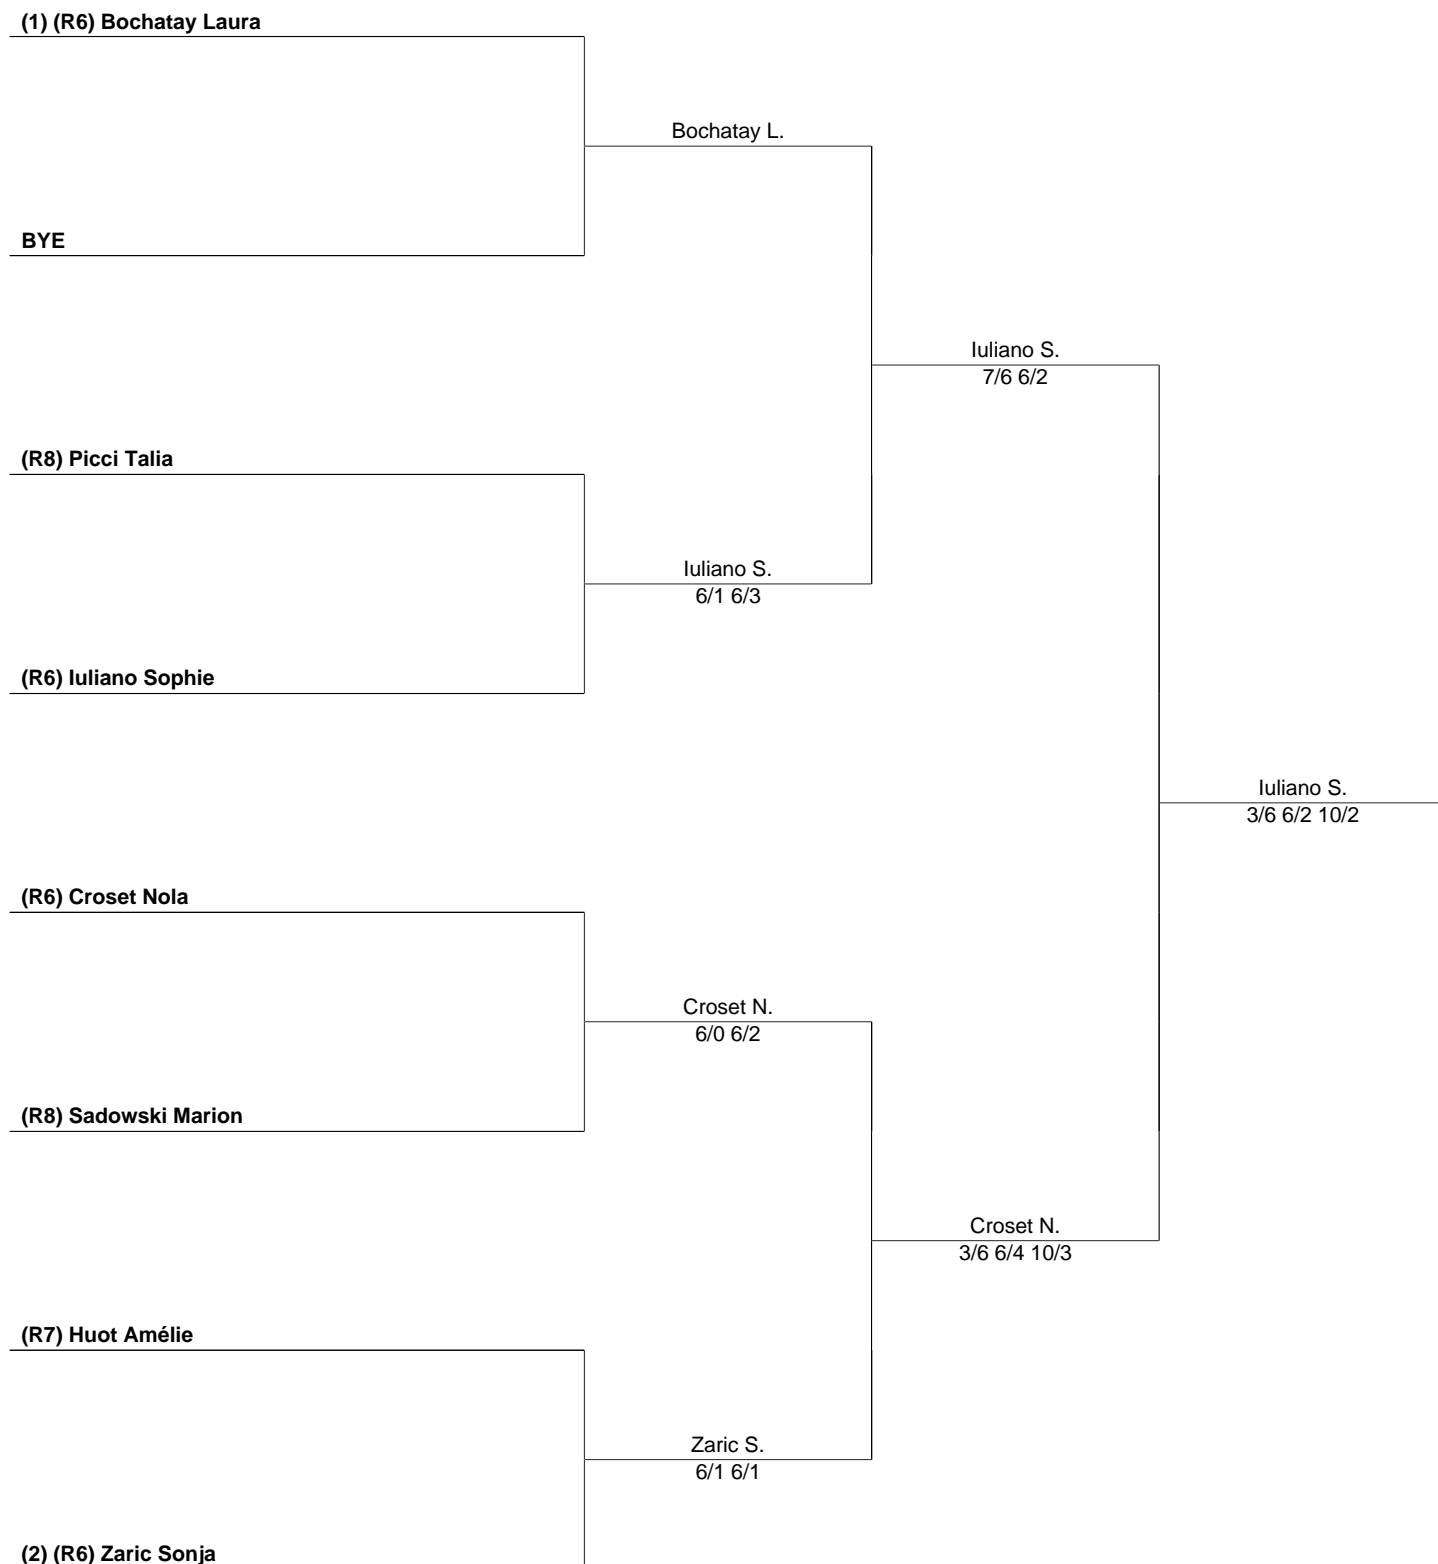 (1) (R6) Bochatay Laura
Bochatay L.
BYE
Iuliano S.
7/6 6/2
(R8) Picci Talia
Iuliano S.
6/1 6/3
(R6) Iuliano Sophie
Iuliano S.
3/6 6/2 10/2
(R6) Croset Nola
Croset N.
6/0 6/2
(R8) Sadowski Marion
Croset N.
3/6 6/4 10/3
(R7) Huot Amélie
Zaric S.
6/1 6/1
(2) (R6) Zaric Sonja